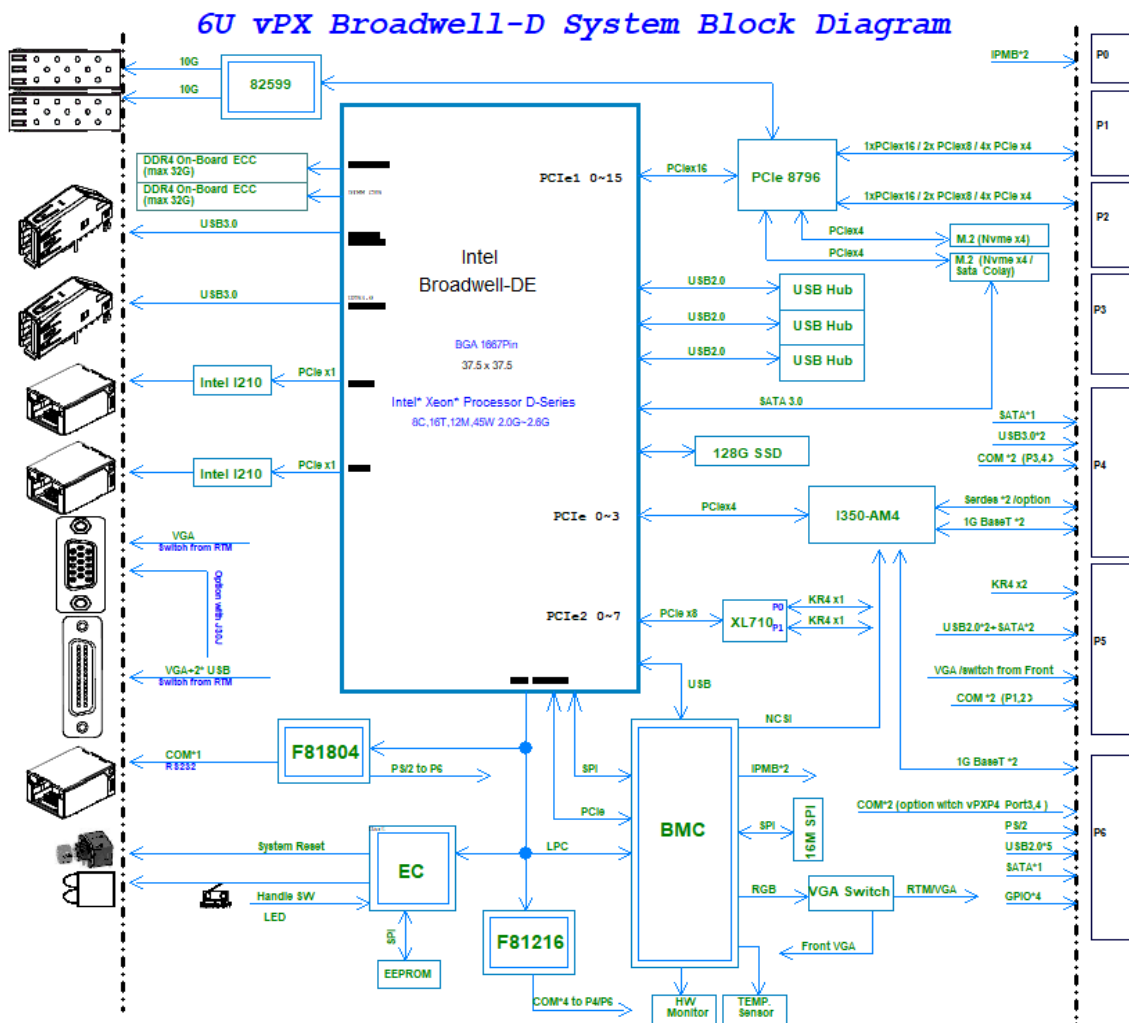 6U vPX Broadwell-D System Block Diagram
10G
10G
82599
IPMB*2
P0
P1
DDR4 On-Board ECC
(max 32G)
DDR4 On-Board ECC
(max 32G)
PCIe1 0~15
PCIex16
PCIe 8796
1xPCIex16 / 2x PCIex8 / 4x PCIe x4
1xPCIex16 / 2x PCIex8 / 4x PCIe x4
P2
USB3.0
PCIex4
M.2 (Nvme x4)
PCIex4
M.2 (Nvme x4 /
Sata Colay)
Intel
Broadwell-DE
USB3.0
USB2.0
USB Hub
USB2.0
USB Hub
USB2.0
USB Hub
P3
BGA 1667Pin
37.5 x 37.5
Intel* Xeon* Processor D-Series
8C,16T,12M,45W 2.0G~2.6G
Intel I210
PCIe x1
SATA 3.0
SATA*1
USB3.0*2
COM *2 (P3,4)
P4
128G SSD
Intel I210
PCIe x1
PCIe 0~3
PCIex4
I350-AM4
Serdes *2 /option
1G BaseT *2
VGA
Switch from RTM
Option with J30J
KR4 x2
PCIe2 0~7
PCIe x8
XL710
P0
P1
KR4 x1
KR4 x1
USB2.0*2+SATA*2
P5
VGA+2* USB
Switch from RTM
USB
VGA /switch from Front
COM *2 (P1,2)
NCSI
F81804
COM*1
RS232
PS/2 to P6
SPI
PCIe
BMC
IPMB*2
1G BaseT *2
SPI
16M SPI
COM*2 (option witch vPXP4 Port3,4 )
PS/2
USB2.0*5
SATA*1
GPIO*4
P6
System Reset
EC
LPC
Handle SW
LED
RGB
VGA Switch
RTM/VGA
SPI
EEPROM
F81216
Front VGA
COM*4 to P4/P6
HW
Monitor
TEMP.
Sensor